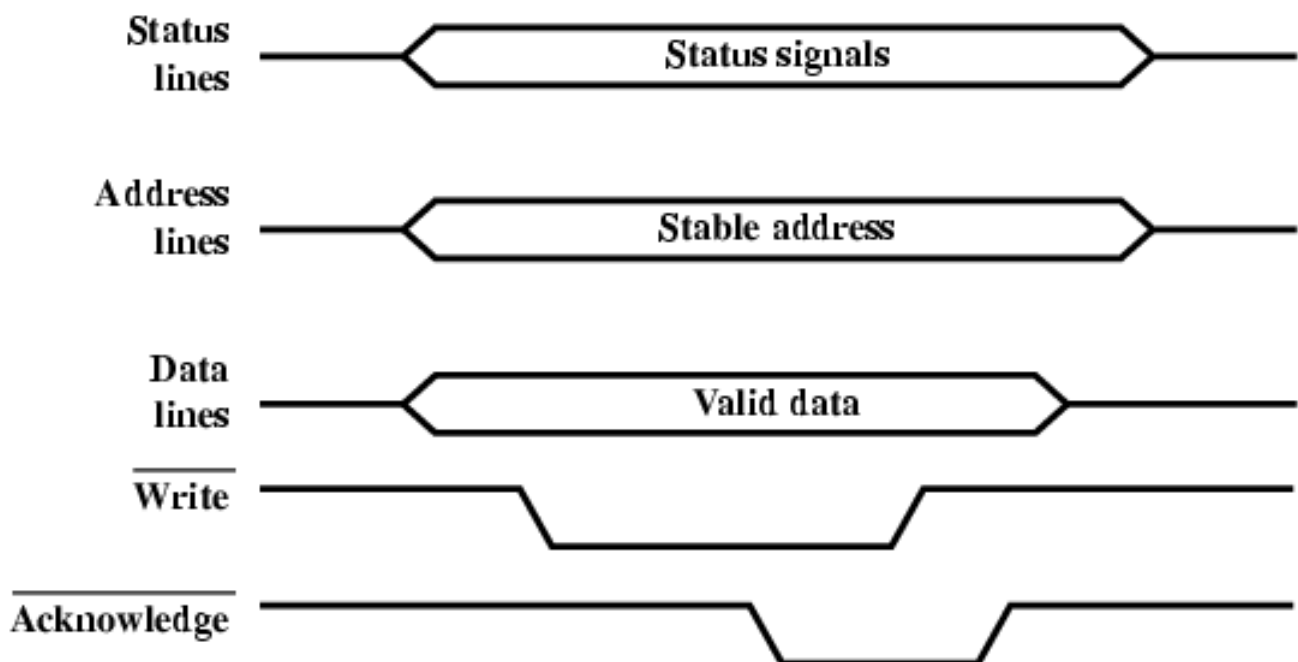 Status
lines
Status signals
Address
lines
Stable address
Data
lines
Valid data
Write
Acknowledge